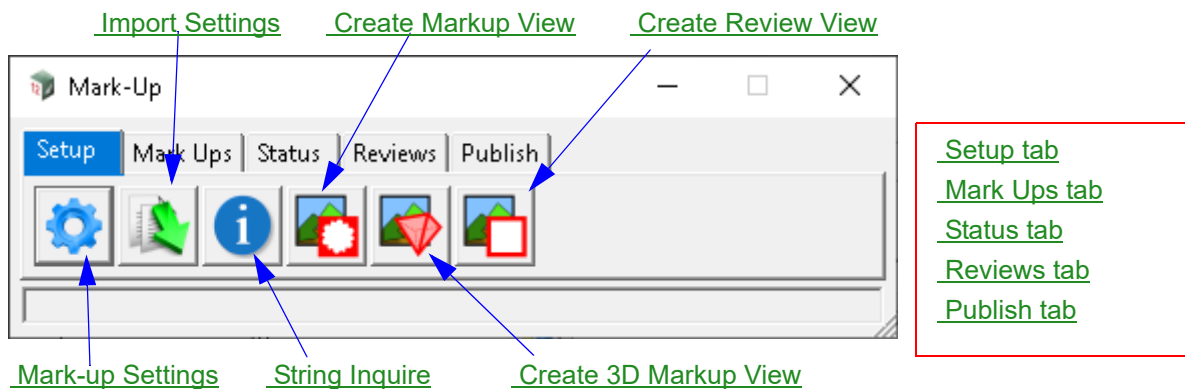 Import Settings Create Markup View Create Review View
Mark-Up
Setup Mark Ups Status Reviews Publish
Setup tab
Mark Ups tab
Status tab
Reviews tab
Publish tab
Mark-up Settings String Inquire Create 3D Markup View